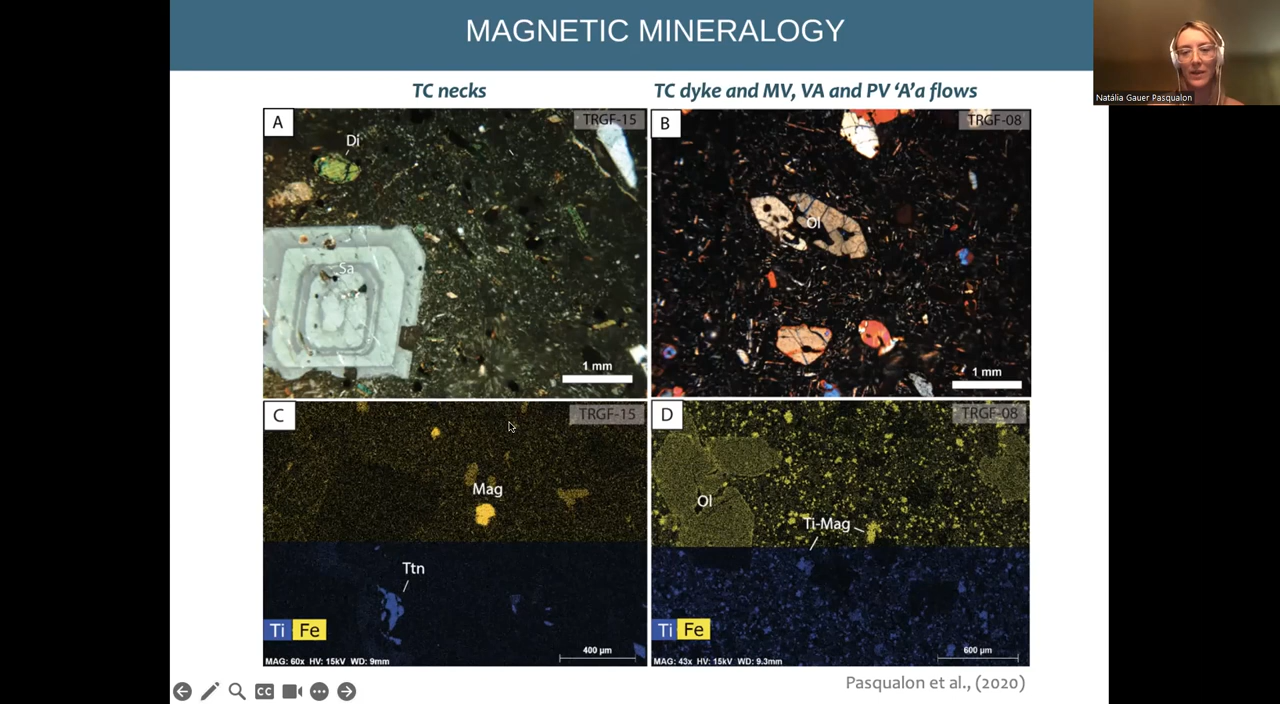 MAGNETIC MINERALOGY
Natália Gauer Pasqualon
TC necks
TC dyke and MV, VA and PV ‘A’a flows
A
TRGF-15
Di
Sa
1 mm
B
TRGF-08
Ol
1 mm
C
TRGF-15
Mag
Ttn
Ti Fe
400 µm
MAG: 60x HV: 15kV WD: 9mm
D
TRGF-08
Ol
Ti-Mag
Ti Fe
600 µm
MAG: 43x HV: 15kV WD: 9.3mm
Pasqualon et al., (2020)
CC